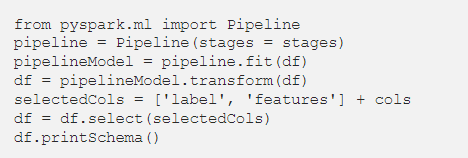 from pyspark.ml import Pipeline
pipeline = Pipeline(stages = stages)
pipelineModel = pipeline.fit(df)
df = pipelineModel.transform(df)
selectedCols = ['label', 'features'] + cols
df = df.select(selectedCols)
df.printSchema()